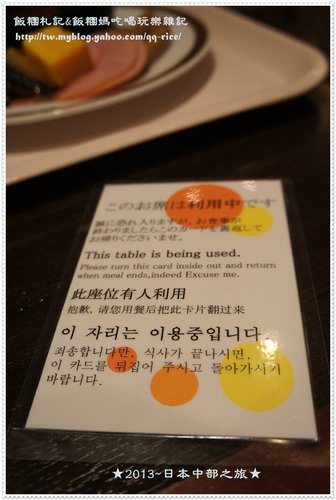 飯糰札記&飯糰媽吃喝玩樂雜記
http://tw.myblog.yahoo.com/qq-rice/
このお席は利用中です
誠に恐れ入りますが、お食事が
終わりましたらこのカードを裏返して
お帰りくださいませ。
This table is being used.
Please turn this card inside out and return
when meal ends,indeed Excuse me.
此座位有人利用
抱歉, 请您用餐后把此卡片翻过来
이 자리는 이용중입니다
죄송합니다만, 식사가 끝나시면,
이 카드를 뒤집어 주시고 돌아가시기
바랍니다.
★2013~日本中部之旅★